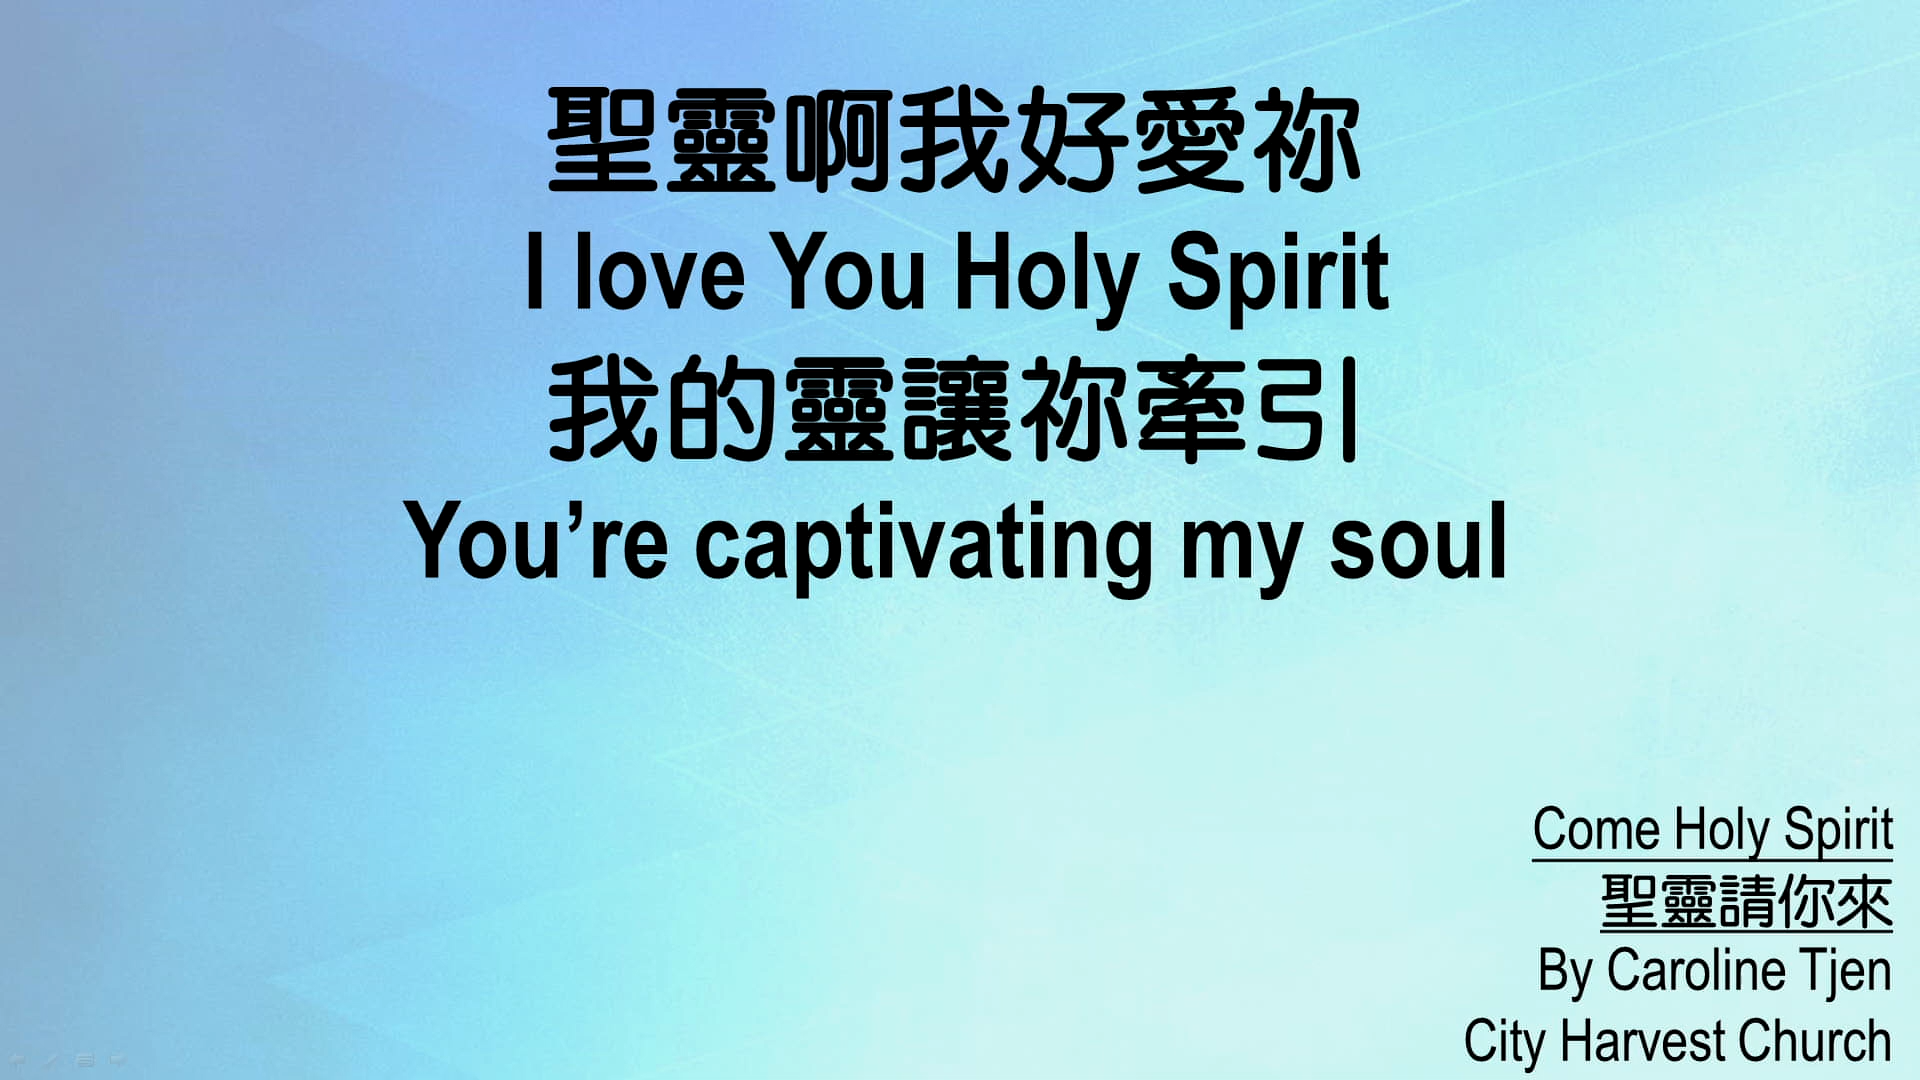 聖靈啊我好愛祢
I love You Holy Spirit
我的靈讓祢牽引
You’re captivating my soul
Come Holy Spirit
聖靈請你來
By Caroline Tjen
City Harvest Church